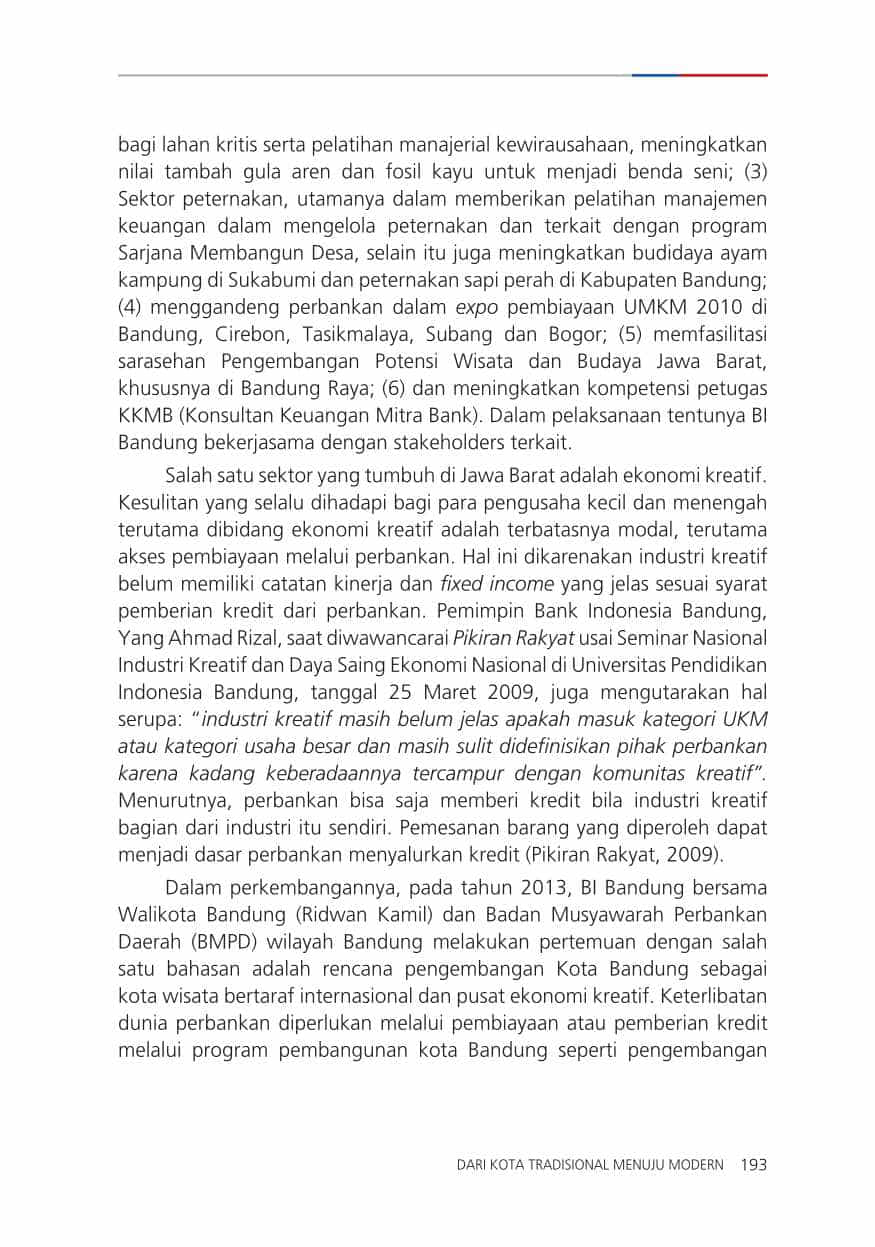 bagi lahan kritis serta pelatihan manajerial kewirausahaan, meningkatkan
nilai tambah gula aren dan fosil kayu untuk menjadi benda seni; (3)
Sektor peternakan, utamanya dalam memberikan pelatihan manajemen
keuangan dalam mengelola peternakan dan terkait dengan program
Sarjana Membangun Desa, selain itu juga meningkatkan budidaya ayam
kampung di Sukabumi dan peternakan sapi perah di Kabupaten Bandung;
(4) menggandeng perbankan dalam expo pembiayaan UMKM 2010 di
Bandung, Cirebon, Tasikmalaya, Subang dan Bogor; (5) memfasilitasi
sarasehan Pengembangan Potensi Wisata dan Budaya Jawa Barat,
khususnya di Bandung Raya; (6) dan meningkatkan kompetensi petugas
KKMB (Konsultan Keuangan Mitra Bank). Dalam pelaksanaan tentunya BI
Bandung bekerjasama dengan stakeholders terkait.
Salah satu sektor yang tumbuh di Jawa Barat adalah ekonomi kreatif.
Kesulitan yang selalu dihadapi bagi para pengusaha kecil dan menengah
terutama dibidang ekonomi kreatif adalah terbatasnya modal, terutama
akses pembiayaan melalui perbankan. Hal ini dikarenakan industri kreatif
belum memiliki catatan kinerja dan fixed income yang jelas sesuai syarat
pemberian kredit dari perbankan. Pemimpin Bank Indonesia Bandung,
Yang Ahmad Rizal, saat diwawancarai Pikiran Rakyat usai Seminar Nasional
Industri Kreatif dan Daya Saing Ekonomi Nasional di Universitas Pendidikan
Indonesia Bandung, tanggal 25 Maret 2009, juga mengutarakan hal
serupa: “industri kreatif masih belum jelas apakah masuk kategori UKM
atau kategori usaha besar dan masih sulit didefinisikan pihak perbankan
karena kadang keberadaannya tercampur dengan komunitas kreatif”.
Menurutnya, perbankan bisa saja memberi kredit bila industri kreatif
bagian dari industri itu sendiri. Pemesanan barang yang diperoleh dapat
menjadi dasar perbankan menyalurkan kredit (Pikiran Rakyat, 2009).
Dalam perkembangannya, pada tahun 2013, BI Bandung bersama
Walikota Bandung (Ridwan Kamil) dan Badan Musyawarah Perbankan
Daerah (BMPD) wilayah Bandung melakukan pertemuan dengan salah
satu bahasan adalah rencana pengembangan Kota Bandung sebagai
kota wisata bertaraf internasional dan pusat ekonomi kreatif. Keterlibatan
dunia perbankan diperlukan melalui pembiayaan atau pemberian kredit
melalui program pembangunan kota Bandung seperti pengembangan
DARI KOTA TRADISIONAL MENUJU MODERN 193